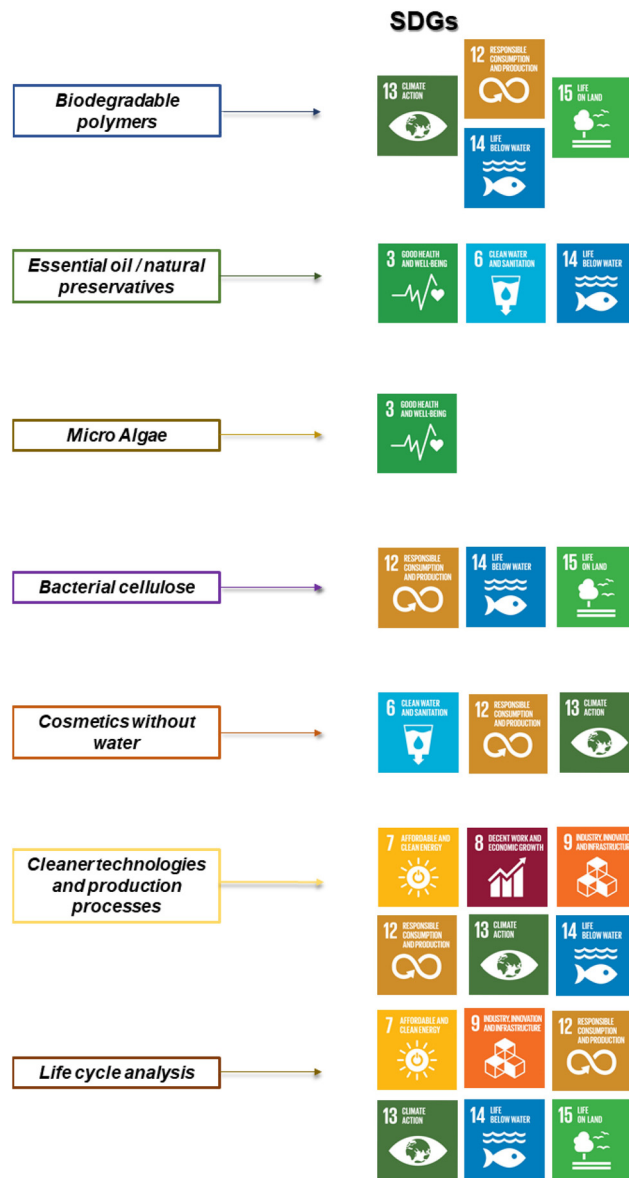 SDGs
Biodegradable
polymers
13 CLIMATE
ACTION
12 RESPONSIBLE
CONSUMPTION
AND PRODUCTION
15 LIFE
ON LAND
14 LIFE
BELOW WATER
Essential oil / natural
preservatives
3 GOOD HEALTH
AND WELL-BEING
6 CLEAN WATER
AND SANITATION
14 LIFE
BELOW WATER
Micro Algae
3 GOOD HEALTH
AND WELL-BEING
Bacterial cellulose
12 RESPONSIBLE
CONSUMPTION
AND PRODUCTION
14 LIFE
BELOW WATER
15 LIFE
ON LAND
Cosmetics without
water
6 CLEAN WATER
AND SANITATION
12 RESPONSIBLE
CONSUMPTION
AND PRODUCTION
13 CLIMATE
ACTION
Cleaner technologies
and production
processes
7 AFFORDABLE AND
CLEAN ENERGY
8 DECENT WORK AND
ECONOMIC GROWTH
9 INDUSTRY, INNOVATION
AND INFRASTRUCTURE
12 RESPONSIBLE
CONSUMPTION
AND PRODUCTION
13 CLIMATE
ACTION
14 LIFE
BELOW WATER
Life cycle analysis
7 AFFORDABLE AND
CLEAN ENERGY
9 INDUSTRY, INNOVATION
AND INFRASTRUCTURE
12 RESPONSIBLE
CONSUMPTION
AND PRODUCTION
13 CLIMATE
ACTION
14 LIFE
BELOW WATER
15 LIFE
ON LAND